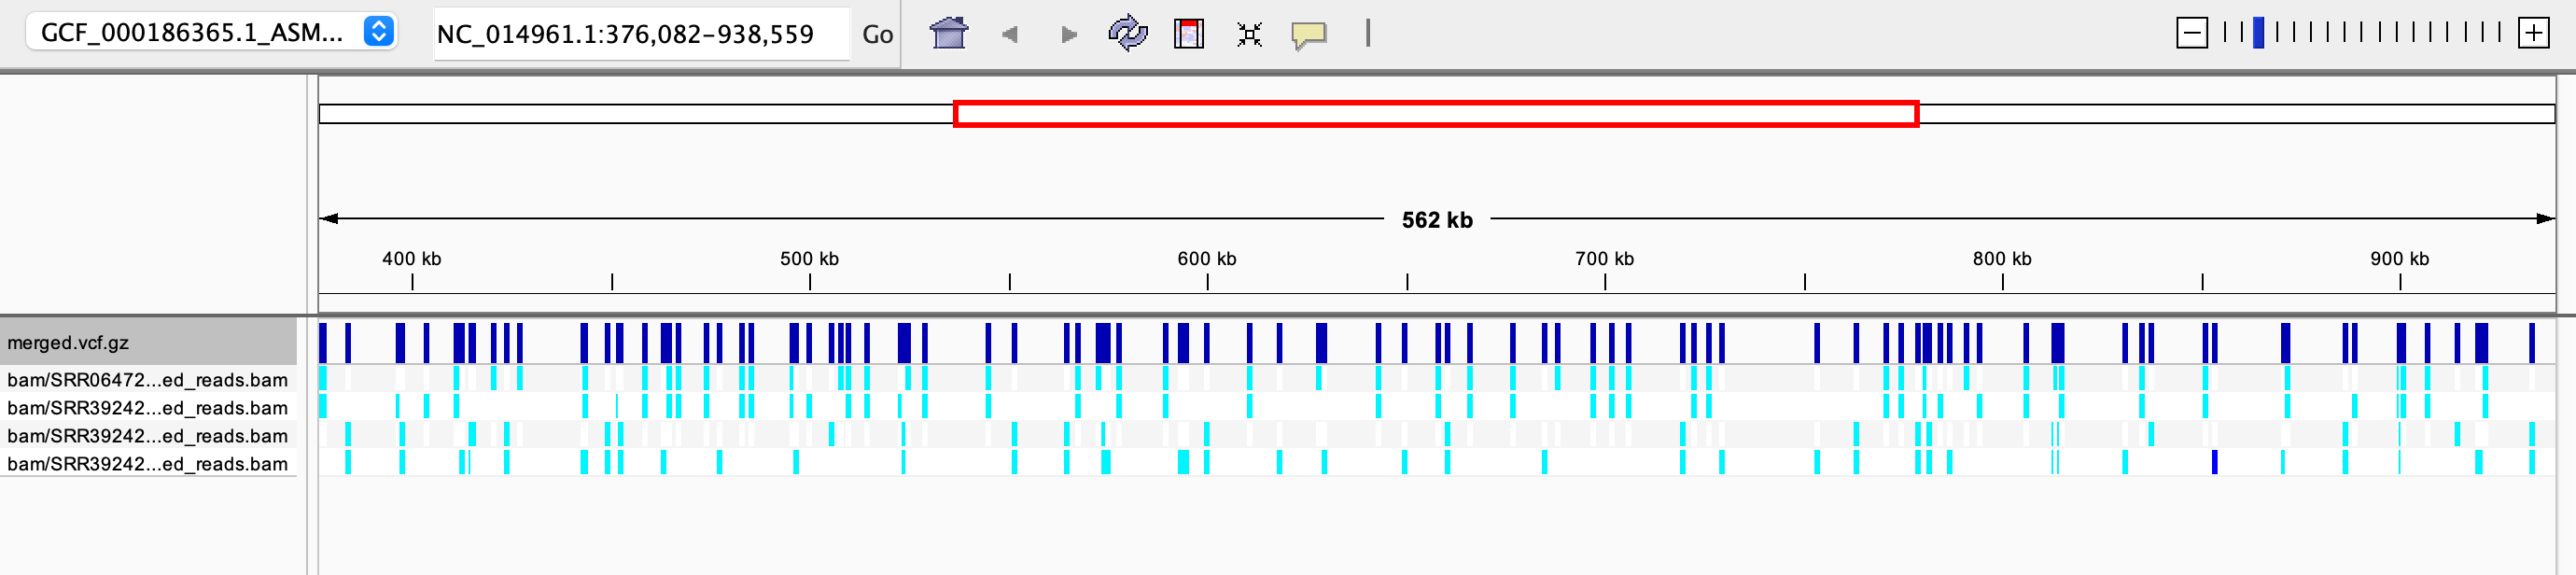 GCF_000186365.1_ASM... NC_014961.1:376,082-938,559 Go
562 kb
400 kb 500 kb 600 kb 700 kb 800 kb 900 kb
merged.vcf.gz
bam/SRR06472...ed_reads.bam
bam/SRR39242...ed_reads.bam
bam/SRR39242...ed_reads.bam
bam/SRR39242...ed_reads.bam